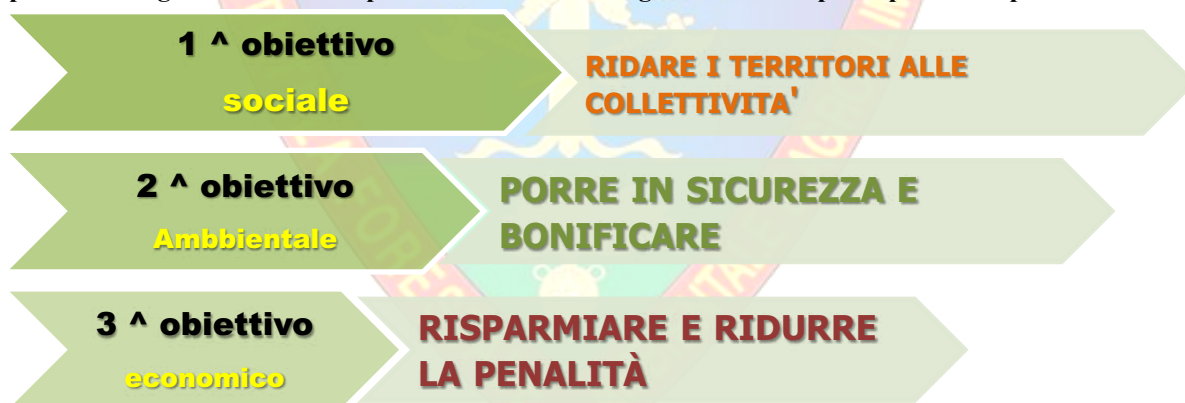 1 ^ obiettivo
sociale
RIDARE I TERRITORI ALLE
COLLETTIVITA'
2 ^ obiettivo
Ambbientale
PORRE IN SICUREZZA E
BONIFICARE
3 ^ obiettivo
economico
RISPARMIARE E RIDURRE
LA PENALITÀ